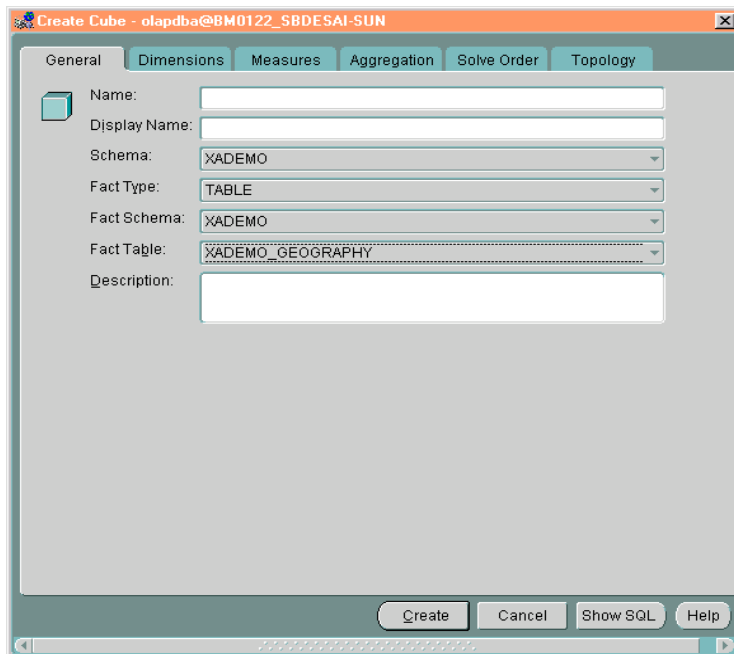 Create Cube - olapdba@BM0122_SBDESAI-SUN
General Dimensions Measures Aggregation Solve Order Topology
Name:
Display Name:
Schema: XADEMO
Fact Type: TABLE
Fact Schema: XADEMO
Fact Table: XADEMO_GEOGRAPHY
Description:
Create Cancel Show SQL Help